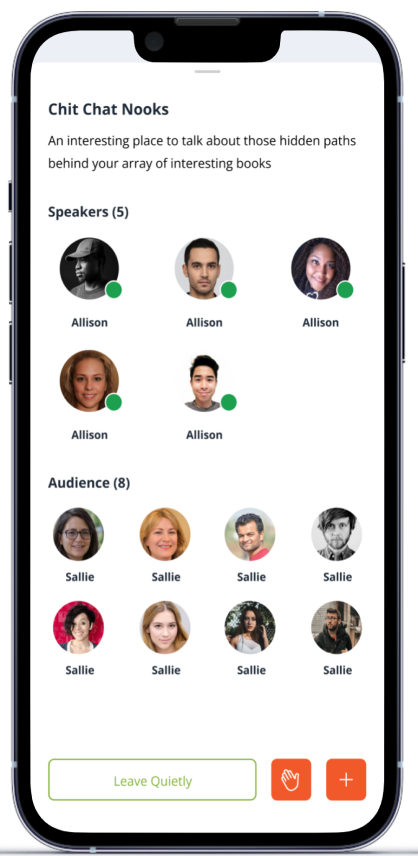 Chit Chat Nooks
An interesting place to talk about those hidden paths
behind your array of interesting books
Speakers (5)
Allison Allison Allison
Allison Allison
Audience (8)
Sallie Sallie Sallie Sallie
Sallie Sallie Sallie Sallie
Leave Quietly